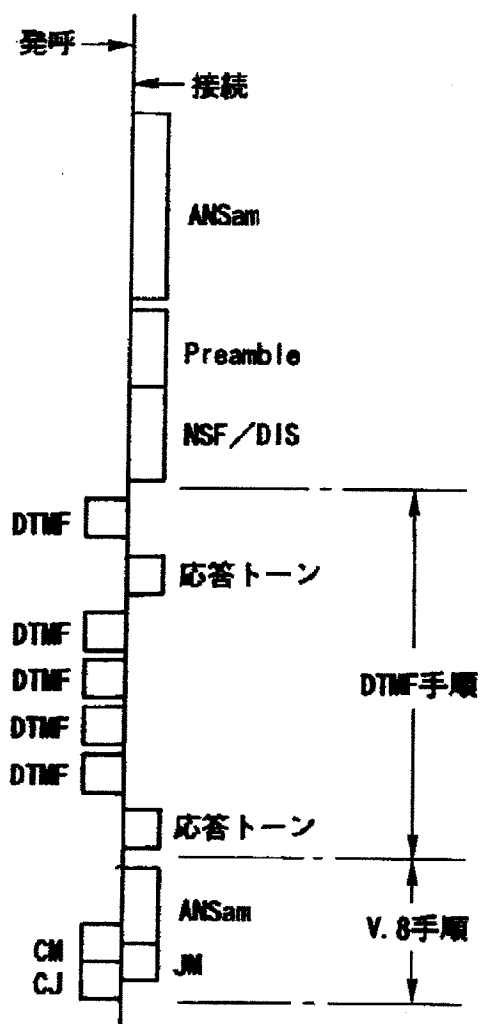 発呼
接続
ANSam
Preamble
NSF／DIS
DTMF
応答トーン
DTMF
DTMF
DTMF手順
DTMF
DTMF
応答トーン
ANSam
V.8手順
CM
JM
CJ